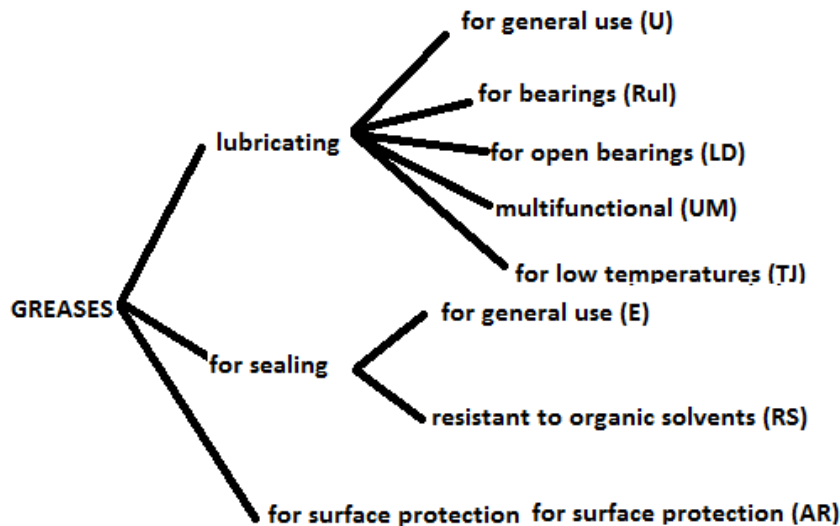 for general use (U)
for bearings (Rul)
lubricating
for open bearings (LD)
multifunctional (UM)
for low temperatures (TJ)
GREASES
for general use (E)
for sealing
resistant to organic solvents (RS)
for surface protection for surface protection (AR)